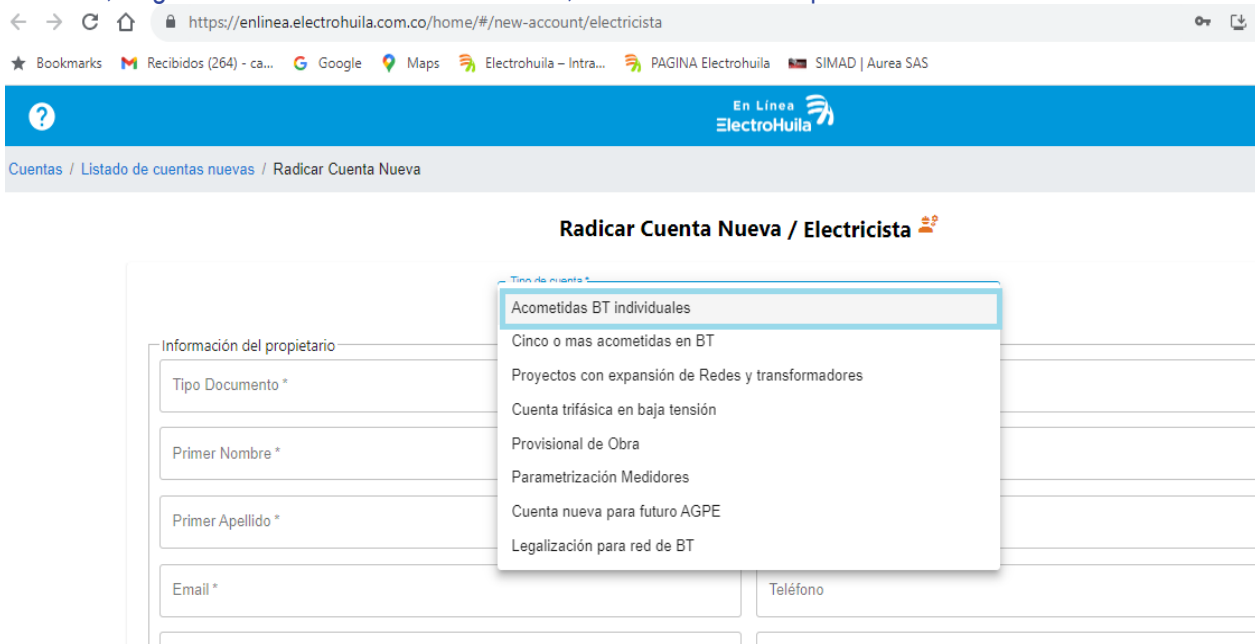 https://enlinea.electrohuila.com.co/home/#/new-account/electricista
Bookmarks Recibidos (264) - ca... Google Maps Electrohuila – Intra... PAGINA Electrohuila SIMAD | Aurea SAS
?
En Línea
ElectroHuila
Cuentas / Listado de cuentas nuevas / Radicar Cuenta Nueva
Radicar Cuenta Nueva / Electricista
Tipo de cuenta *
Acometidas BT individuales
Cinco o mas acometidas en BT
Proyectos con expansión de Redes y transformadores
Cuenta trifásica en baja tensión
Provisional de Obra
Parametrización Medidores
Cuenta nueva para futuro AGPE
Legalización para red de BT
Información del propietario
Tipo Documento *
Primer Nombre *
Primer Apellido *
Email *
Teléfono